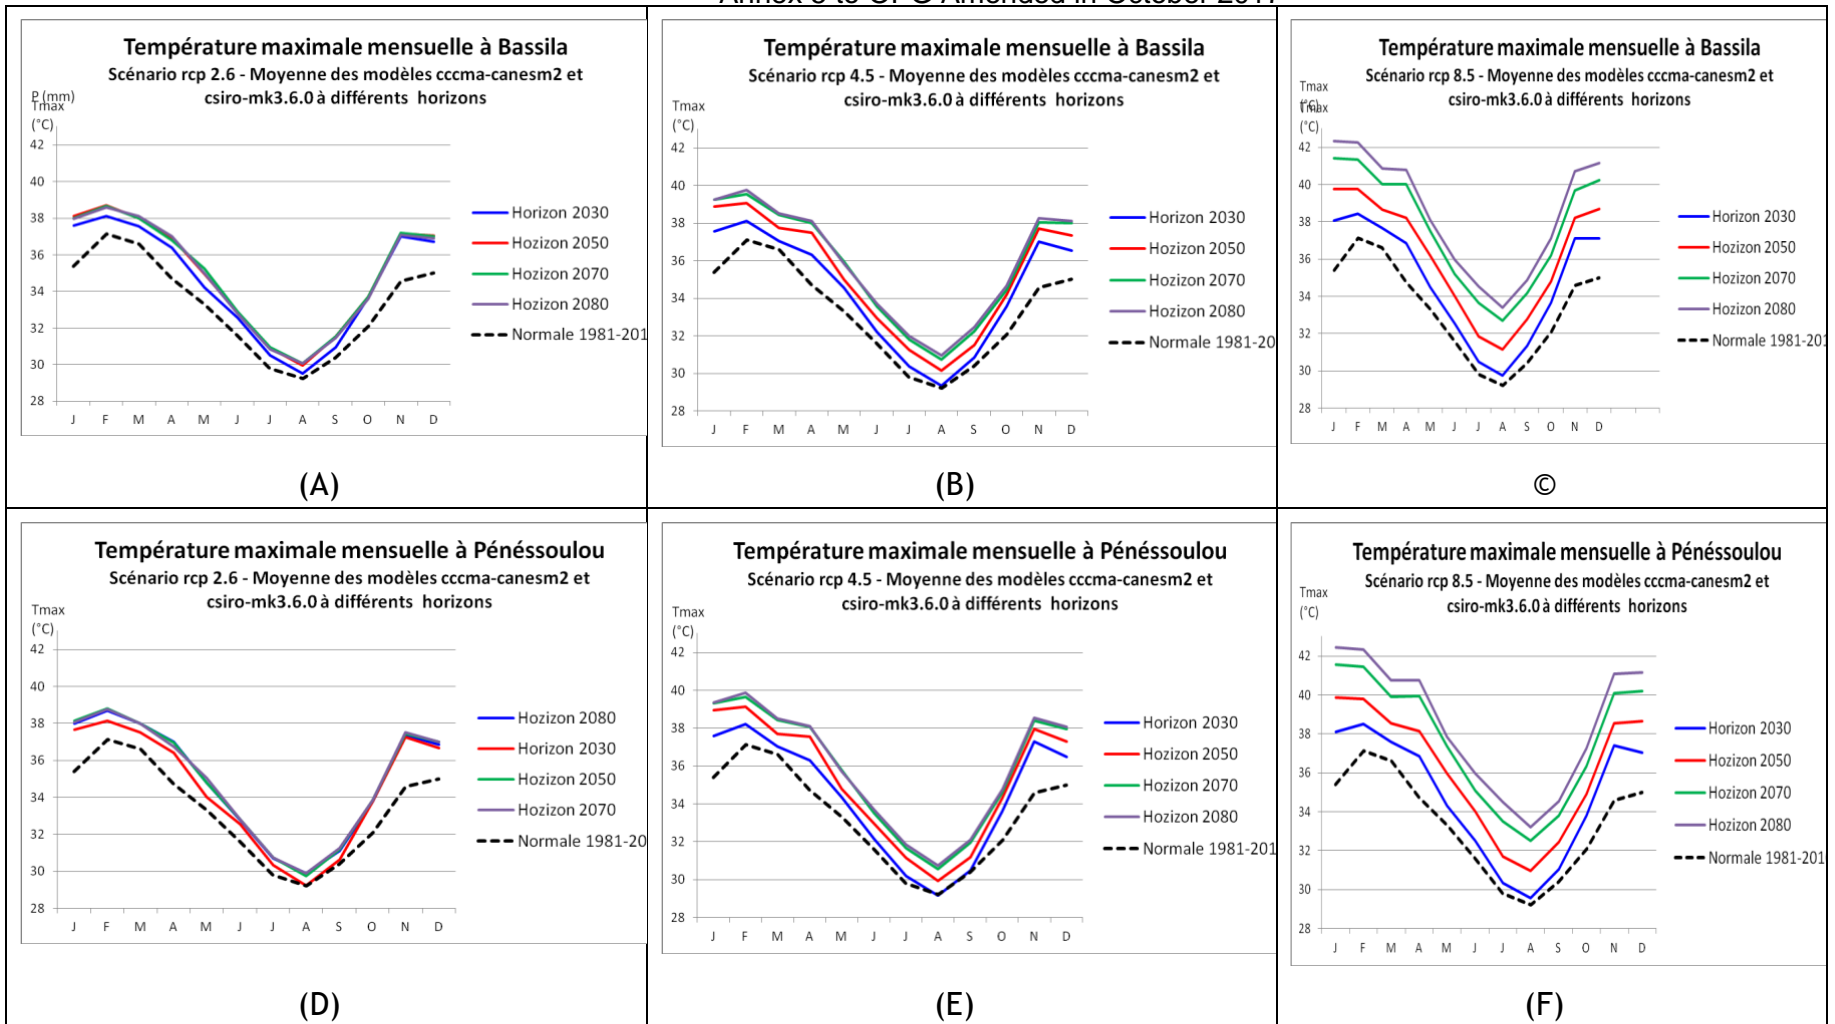 Température maximale mensuelle à Bassila
Scénario rcp 2.6 - Moyenne des modèles cccma-canesm2 et
csiro-mk3.6.0 à différents horizons
P (mm)
Tmax
(°C)
42
40
38
36
34
32
30
28
J F M A M J J A S O N D
Horizon 2030
Hozizon 2050
Hozizon 2070
Hozizon 2080
Normale 1981-201
(A)
Température maximale mensuelle à Bassila
Scénario rcp 4.5 - Moyenne des modèles cccma-canesm2 et
csiro-mk3.6.0 à différents horizons
Tmax
(°C)
42
40
38
36
34
32
30
28
J F M A M J J A S O N D
Horizon 2030
Hozizon 2050
Hozizon 2070
Hozizon 2080
Normale 1981-20
(B)
Température maximale mensuelle à Bassila
Scénario rcp 8.5 - Moyenne des modèles cccma-canesm2 et
csiro-mk3.6.0 à différents horizons
Tmax
(°C)
Tmax
(°C)
42
40
38
36
34
32
30
28
J F M A M J J A S O N D
Horizon 2030
Hozizon 2050
Hozizon 2070
Hozizon 2080
Normale 1981-201
©
Température maximale mensuelle à Pénéssoulou
Scénario rcp 2.6 - Moyenne des modèles cccma-canesm2 et
csiro-mk3.6.0 à différents horizons
Tmax
(°C)
42
40
38
36
34
32
30
28
J F M A M J J A S O N D
Hozizon 2080
Horizon 2030
Hozizon 2050
Hozizon 2070
Normale 1981-20
(D)
Température maximale mensuelle à Pénéssoulou
Scénario rcp 4.5 - Moyenne des modèles cccma-canesm2 et
csiro-mk3.6.0 à différents horizons
Tmax
(°C)
42
40
38
36
34
32
30
28
J F M A M J J A S O N D
Horizon 2030
Hozizon 2050
Hozizon 2070
Hozizon 2080
Normale 1981-201
(E)
Température maximale mensuelle à Pénéssoulou
Scénario rcp 8.5 - Moyenne des modèles cccma-canesm2 et
csiro-mk3.6.0 à différents horizons
Tmax
(°C)
42
40
38
36
34
32
30
28
J F M A M J J A S O N D
Horizon 2030
Hozizon 2050
Hozizon 2070
Hozizon 2080
Normale 1981-201
(F)